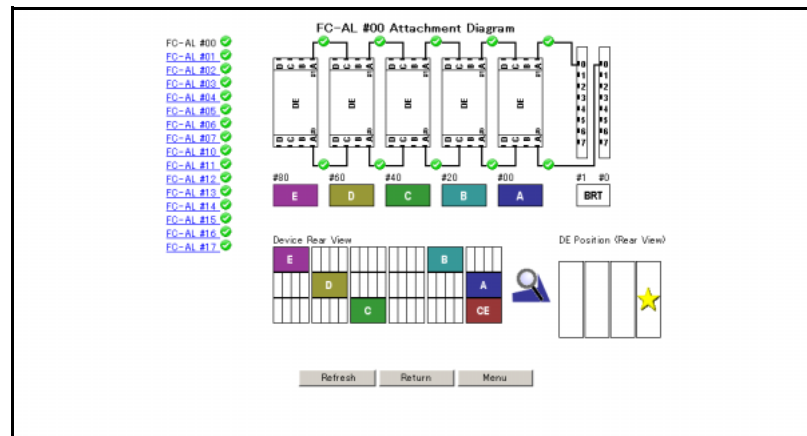 FC-AL #00 Attachment Diagram
FC-AL #00
FC-AL #01
FC-AL #02
FC-AL #03
FC-AL #04
FC-AL #05
FC-AL #06
FC-AL #07
FC-AL #10
FC-AL #11
FC-AL #12
FC-AL #13
FC-AL #14
FC-AL #15
FC-AL #16
FC-AL #17
D C B A D C B A D C B A D C B A D C B A
DE DE DE DE DE
D C B A D C B A D C B A D C B A D C B A
0 0
1 1
2 2
3 3
4 4
5 5
6 6
7 7
#80 #60 #40 #20 #00 #1 #0
E D C B A BRT
Device Rear View
DE Position (Rear View)
E B
D A
C CE
Refresh Return Menu